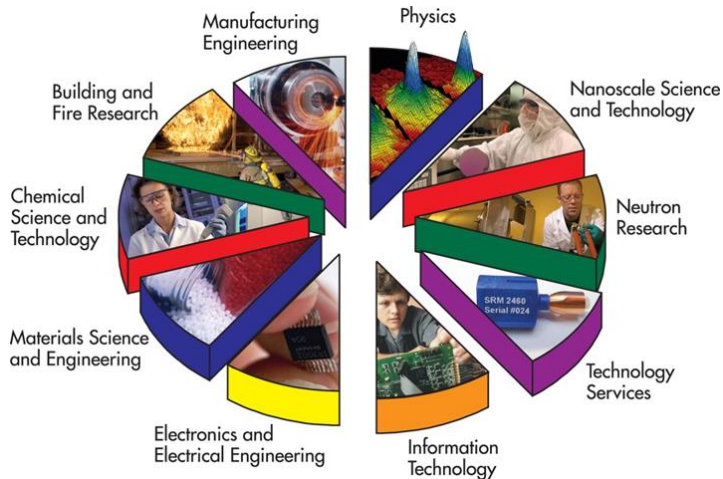 Manufacturing
Engineering
Physics
Building and
Fire Research
Nanoscale Science
and Technology
Chemical
Science and
Technology
Neutron
Research
SRM 2460
Serial #024
Materials Science
and Engineering
Technology
Services
Electronics and
Electrical Engineering
Information
Technology